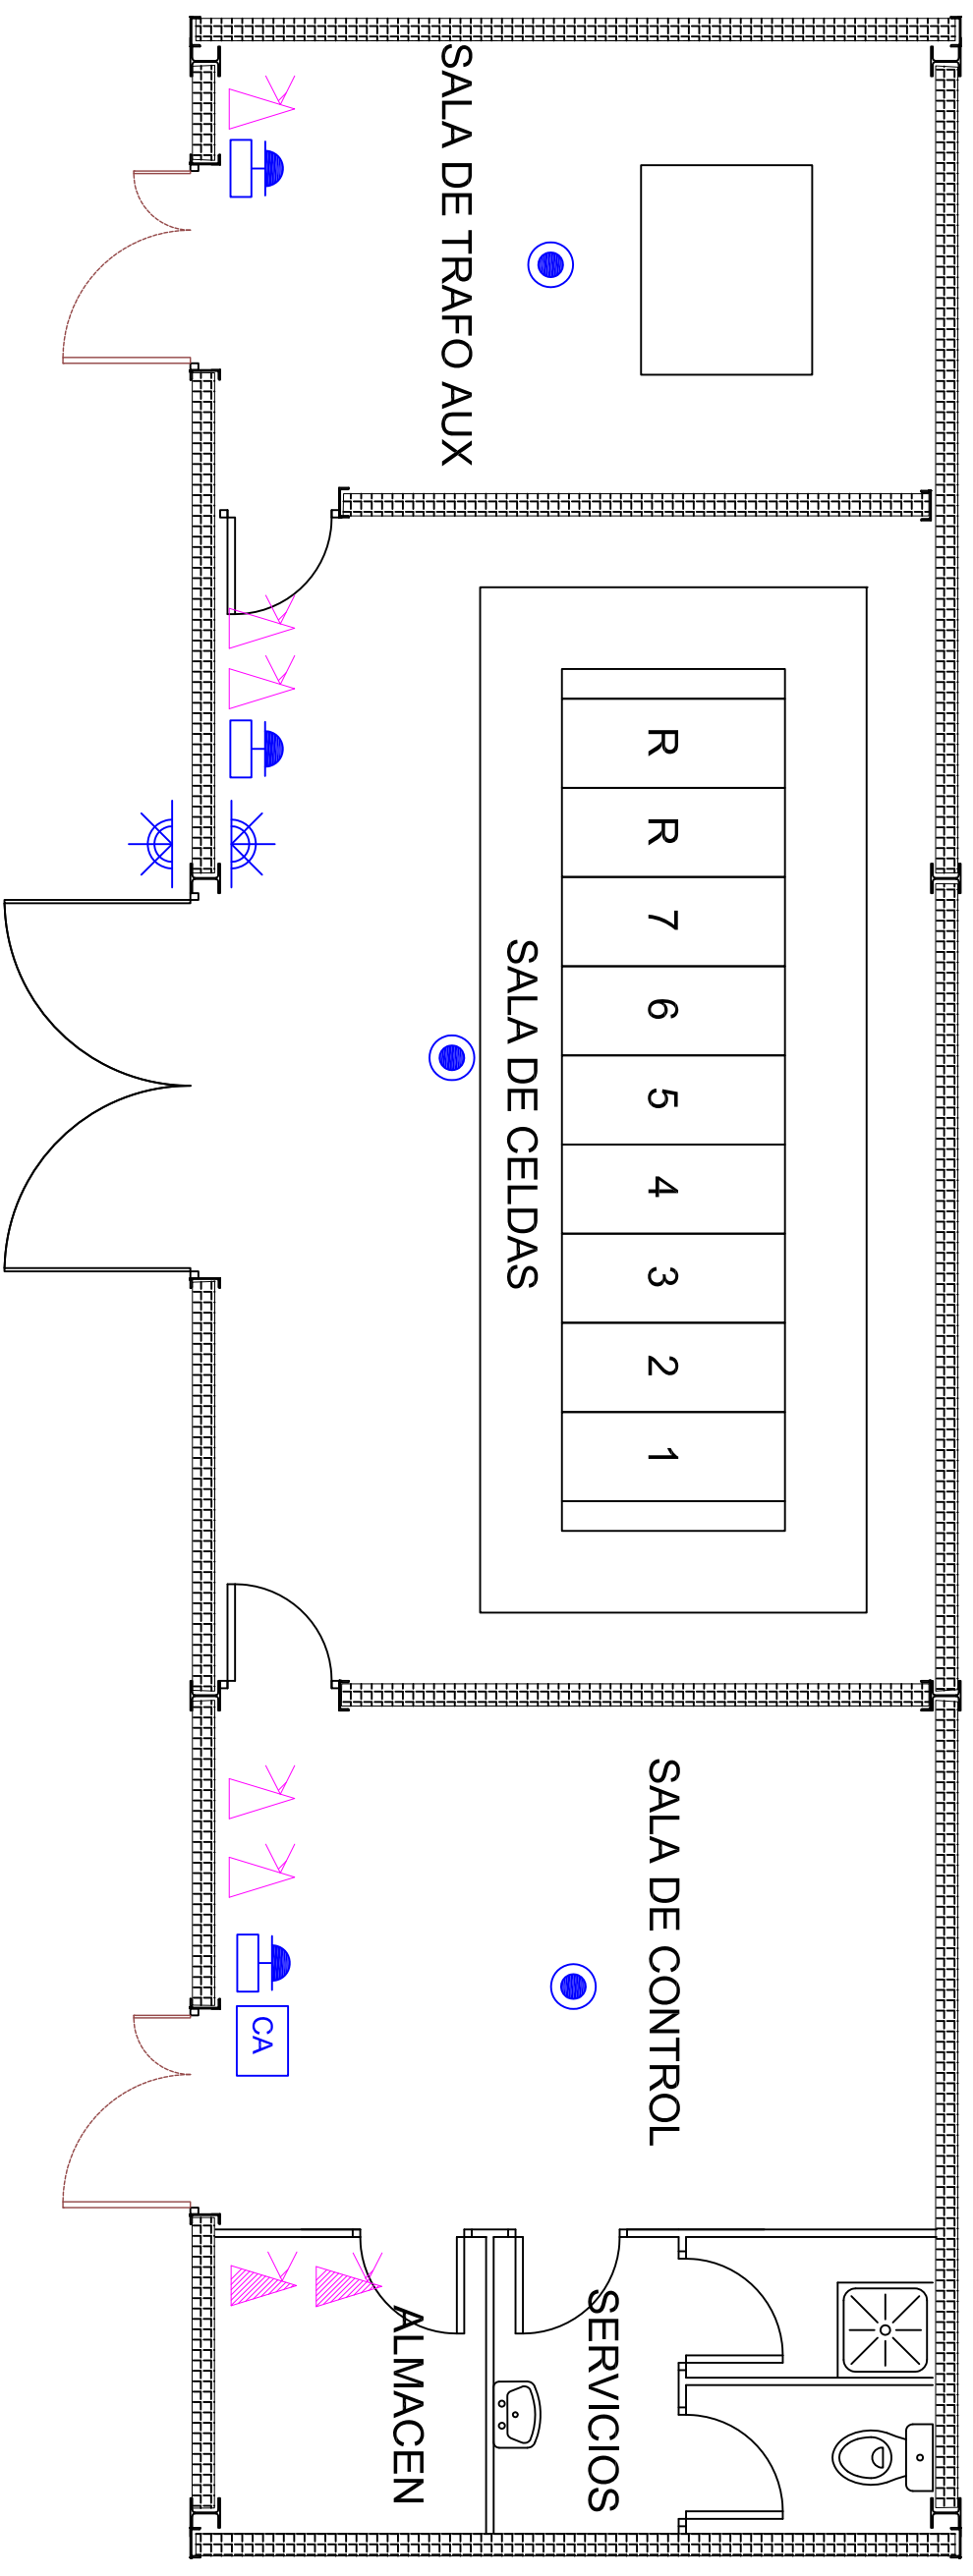 SALA DE TRAFO AUX
R
R
7
6
5
4
3
2
1
SALA DE CELDAS
SALA DE CONTROL
CA
SERVICIOS
ALMACEN